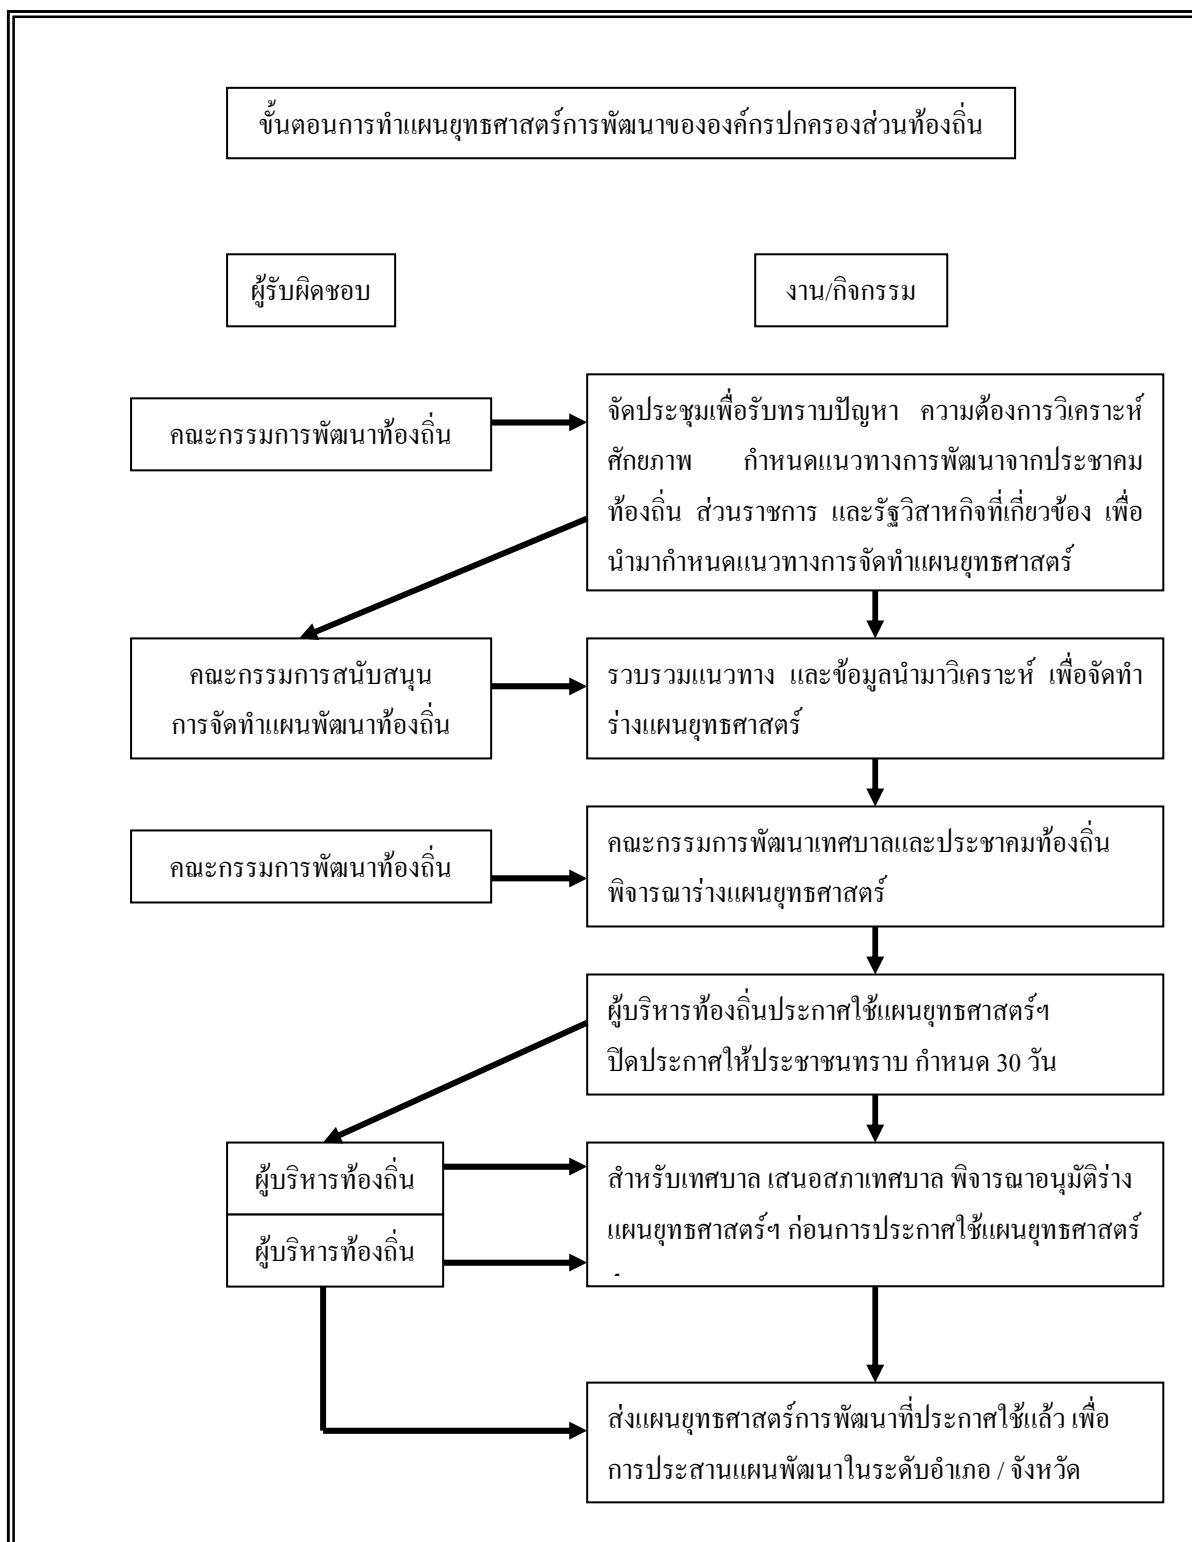 ขั้นตอนการทำแผนยุทธศาสตร์การพัฒนาขององค์กรปกครองส่วนท้องถิ่น
ผู้รับผิดชอบ
งาน/กิจกรรม
คณะกรรมการพัฒนาท้องถิ่น
จัดประชุมเพื่อรับทราบปัญหา ความต้องการวิเคราะห์
ศักยภาพ กำหนดแนวทางการพัฒนาจากประชาคม
ท้องถิ่น ส่วนราชการ และรัฐวิสาหกิจที่เกี่ยวข้อง เพื่อ
นำมากำหนดแนวทางการจัดทำแผนยุทธศาสตร์
คณะกรรมการสนับสนุน
การจัดทำแผนพัฒนาท้องถิ่น
รวบรวมแนวทาง และข้อมูลนำมาวิเคราะห์ เพื่อจัดทำ
ร่างแผนยุทธศาสตร์
คณะกรรมการพัฒนาท้องถิ่น
คณะกรรมการพัฒนาเทศบาลและประชาคมท้องถิ่น
พิจารณาร่างแผนยุทธศาสตร์
ผู้บริหารท้องถิ่นประกาศใช้แผนยุทธศาสตร์ฯ
ปิดประกาศให้ประชาชนทราบ กำหนด 30 วัน
ผู้บริหารท้องถิ่น
ผู้บริหารท้องถิ่น
สำหรับเทศบาล เสนอสภาเทศบาล พิจารณาอนุมัติร่าง
แผนยุทธศาสตร์ฯ ก่อนการประกาศใช้แผนยุทธศาสตร์
ส่งแผนยุทธศาสตร์การพัฒนาที่ประกาศใช้แล้ว เพื่อ
การประสานแผนพัฒนาในระดับอำเภอ / จังหวัด